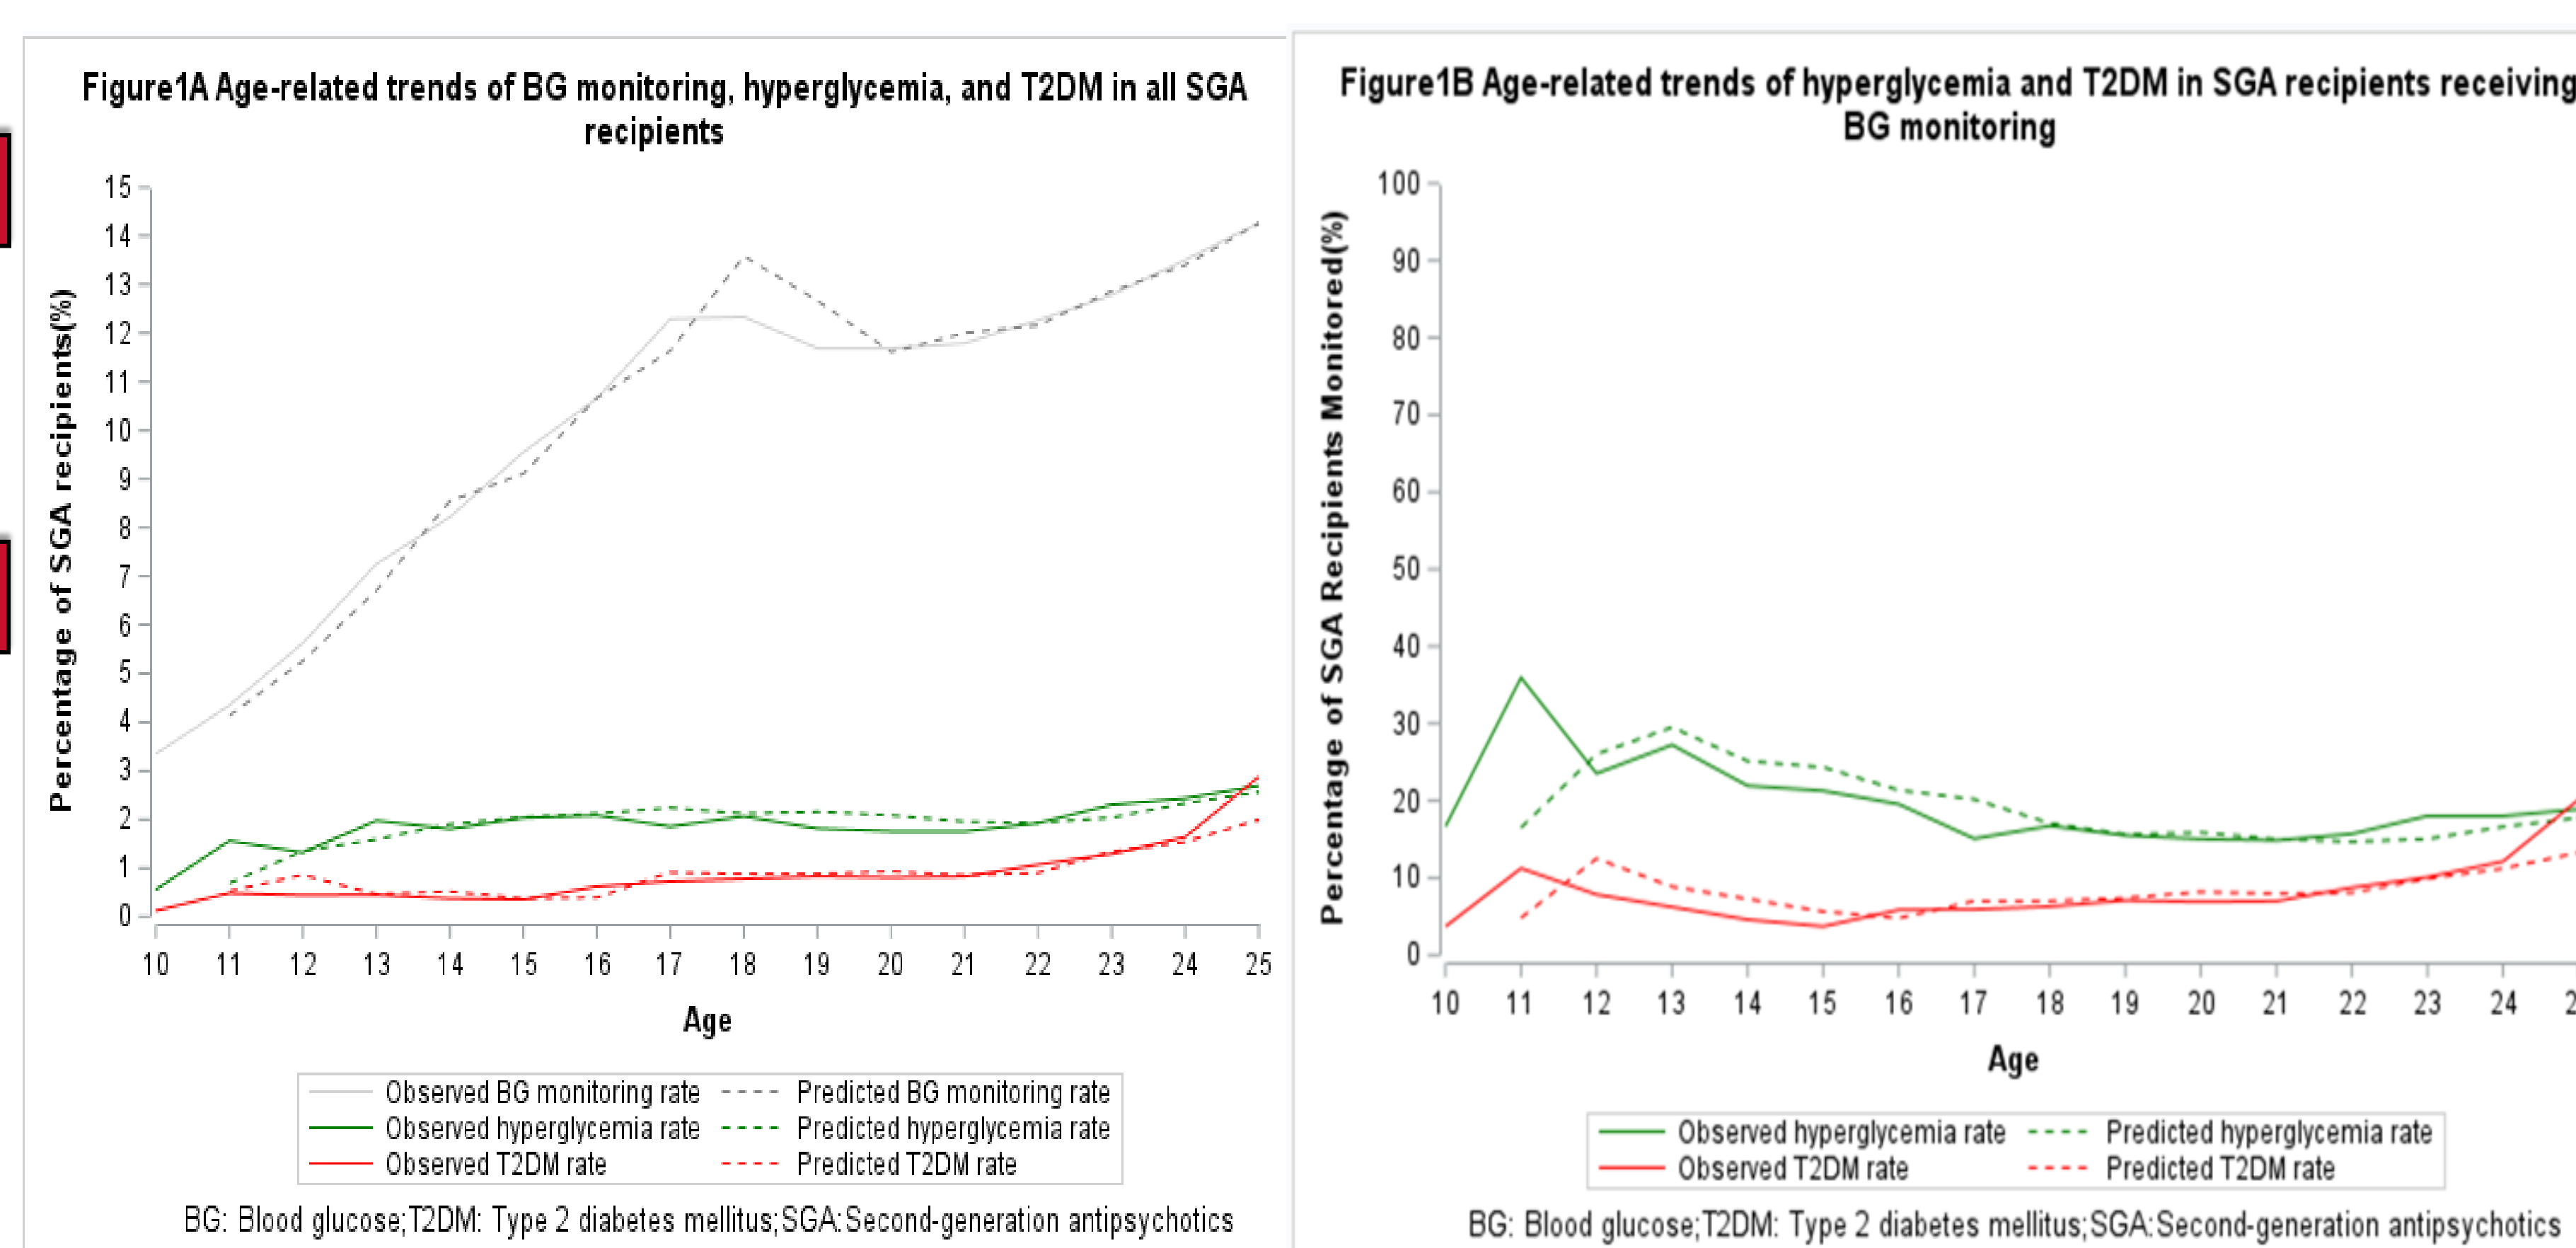 Figure1A Age-related trends of BG monitoring, hyperglycemia, and T2DM in all SGA
recipients
Percentage of SGA recipients(%)
15
14
13
12
11
10
9
8
7
6
5
4
3
2
1
0
10 11 12 13 14 15 16 17 18 19 20 21 22 23 24 25
Age
Observed BG monitoring rate Predicted BG monitoring rate
Observed hyperglycemia rate Predicted hyperglycemia rate
Observed T2DM rate Predicted T2DM rate
BG: Blood glucose;T2DM: Type 2 diabetes mellitus;SGA:Second-generation antipsychotics
Figure1B Age-related trends of hyperglycemia and T2DM in SGA recipients receiving
BG monitoring
Percentage of SGA Recipients Monitored(%)
100
90
80
70
60
50
40
30
20
10
0
10 11 12 13 14 15 16 17 18 19 20 21 22 23 24
Age
Observed hyperglycemia rate Predicted hyperglycemia rate
Observed T2DM rate Predicted T2DM rate
BG: Blood glucose;T2DM: Type 2 diabetes mellitus;SGA:Second-generation antipsychotics